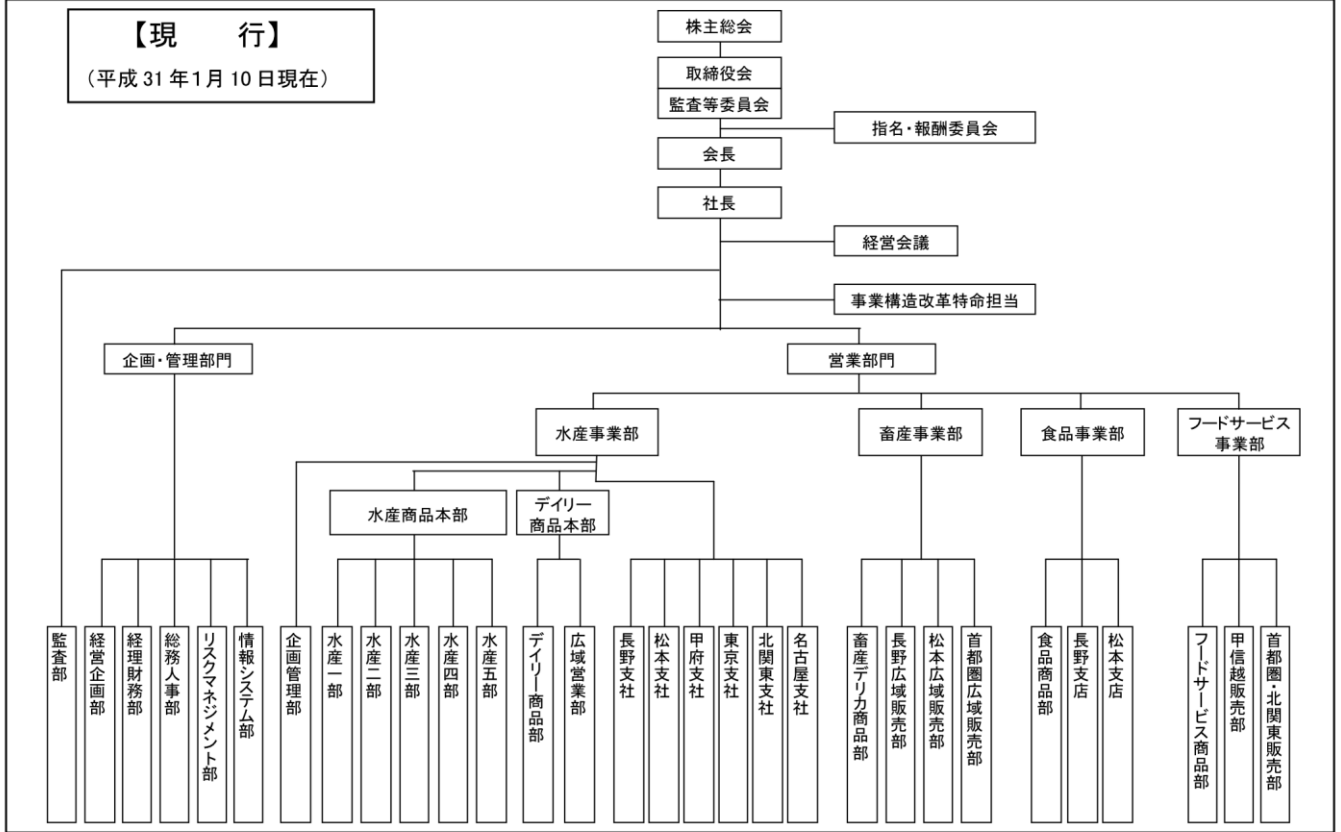 【現　　行】
（平成 31 年１月 10 日現在）
株主総会
取締役会
監査等委員会
指名・報酬委員会
会長
社長
経営会議
事業構造改革特命担当
企画・管理部門
営業部門
水産事業部
畜産事業部
食品事業部
フードサービス
事業部
水産商品本部
デイリー
商品本部
監査部
経営企画部
経理財務部
総務人事部
リスクマネジメント部
情報システム部
企画管理部
水産一部
水産二部
水産三部
水産四部
水産五部
デイリー商品部
広域営業部
長野支社
松本支社
甲府支社
東京支社
北関東支社
名古屋支社
畜産デリカ商品部
長野広域販売部
松本広域販売部
首都圏広域販売部
食品商品部
長野支店
松本支店
フードサービス商品部
甲信越販売部
首都圏・北関東販売部